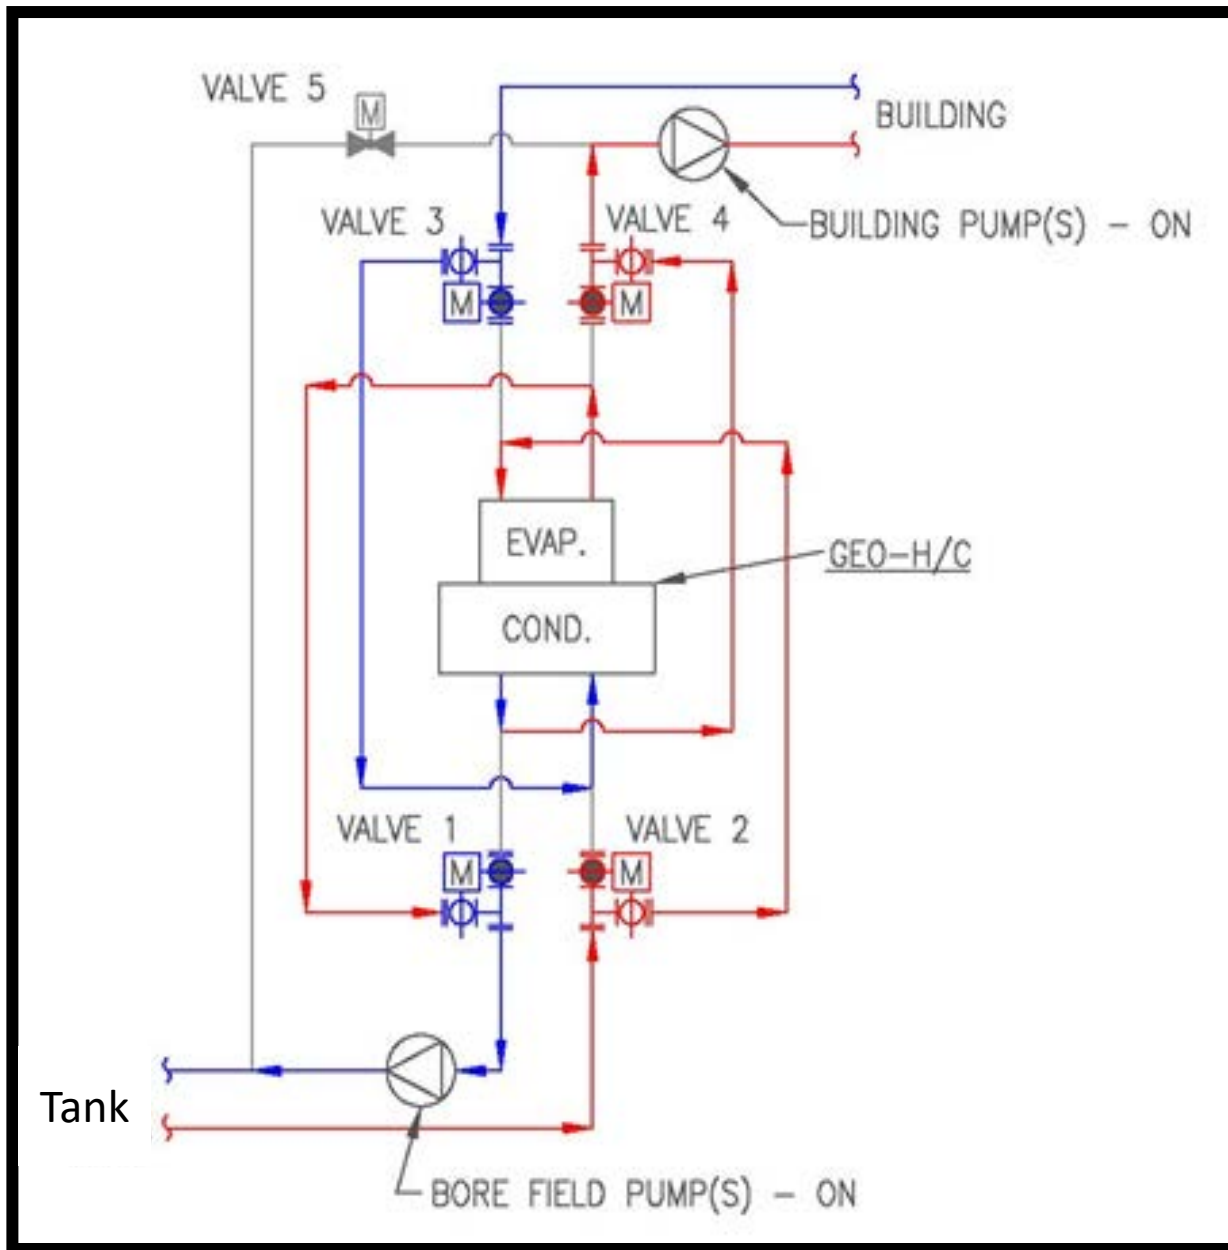 VALVE 5
M
BUILDING
VALVE 3
VALVE 4
BUILDING PUMP(S) - ON
M
M
EVAP.
GEO-H/C
COND.
VALVE 1
VALVE 2
M
M
Tank
BORE FIELD PUMP(S) - ON